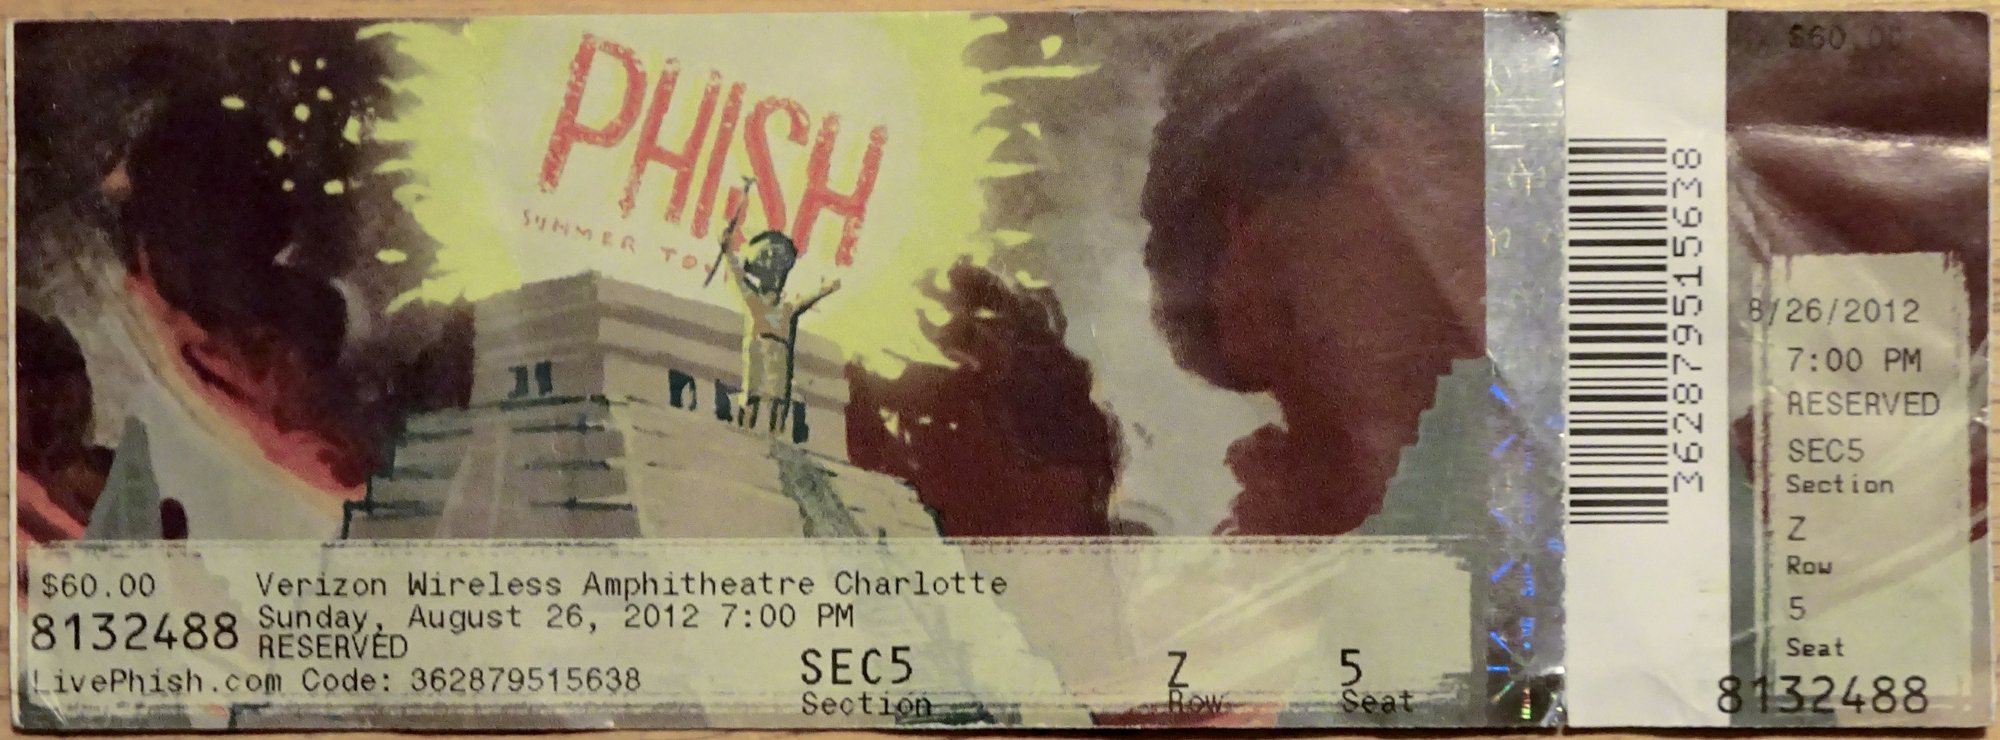 PHISH
SUMMER TOUR
$60.00
Verizon Wireless Amphitheatre Charlotte
8132488
Sunday, August 26, 2012 7:00 PM
RESERVED
LivePhish.com Code: 362879515638
SEC5
Section
Z
Row
5
Seat
362879515638
$60.00
8/26/2012
7:00 PM
RESERVED
SEC5
Section
Z
Row
5
Seat
8132488